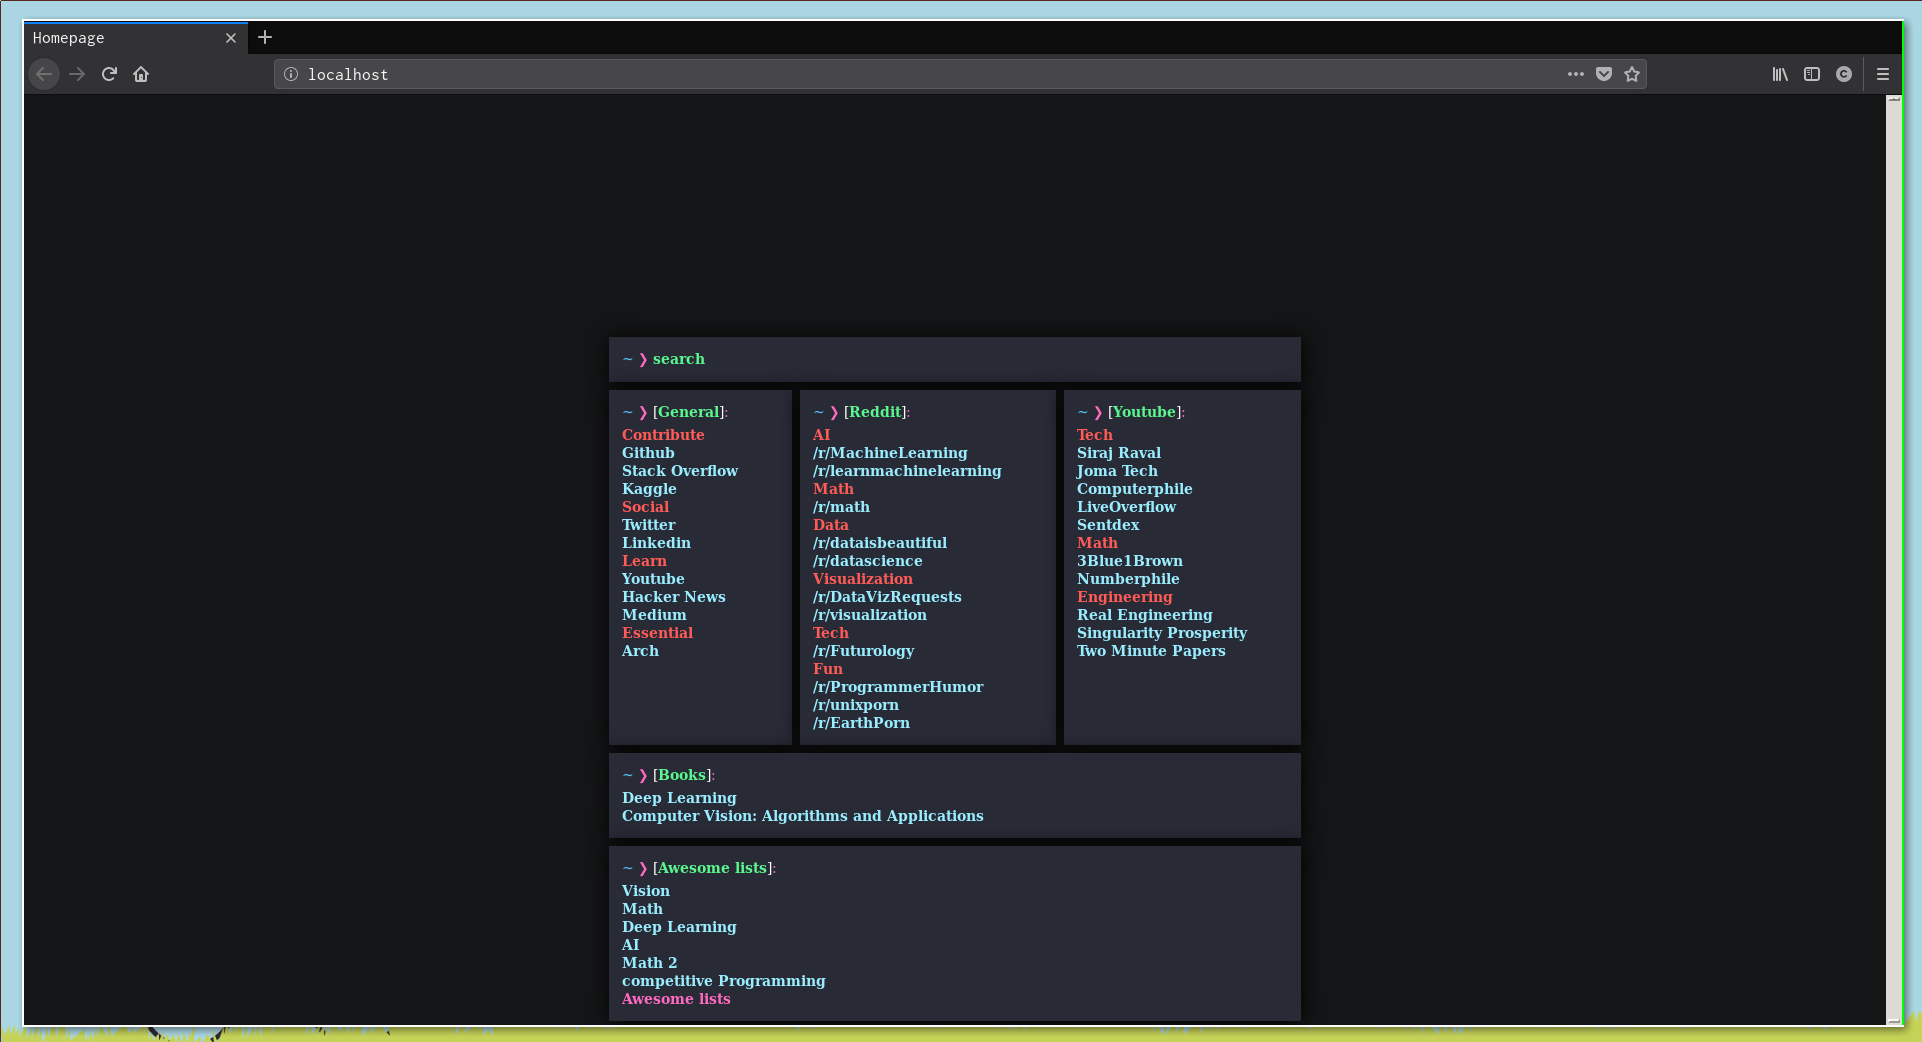 Homepage
localhost
~ ❯ search
~ ❯ [General]:
Contribute
Github
Stack Overflow
Kaggle
Social
Twitter
Linkedin
Learn
Youtube
Hacker News
Medium
Essential
Arch
~ ❯ [Reddit]:
AI
/r/MachineLearning
/r/learnmachinelearning
Math
/r/math
Data
/r/dataisbeautiful
/r/datascience
Visualization
/r/DataVizRequests
/r/visualization
Tech
/r/Futurology
Fun
/r/ProgrammerHumor
/r/unixporn
/r/EarthPorn
~ ❯ [Youtube]:
Tech
Siraj Raval
Joma Tech
Computerphile
LiveOverflow
Sentdex
Math
3Blue1Brown
Numberphile
Engineering
Real Engineering
Singularity Prosperity
Two Minute Papers
~ ❯ [Books]:
Deep Learning
Computer Vision: Algorithms and Applications
~ ❯ [Awesome lists]:
Vision
Math
Deep Learning
AI
Math 2
competitive Programming
Awesome lists